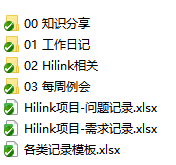 00 知识分享
01 工作日记
02 Hilink相关
03 每周例会
Hilink项目-问题记录.xlsx
Hilink项目-需求记录.xlsx
各类记录模板.xlsx